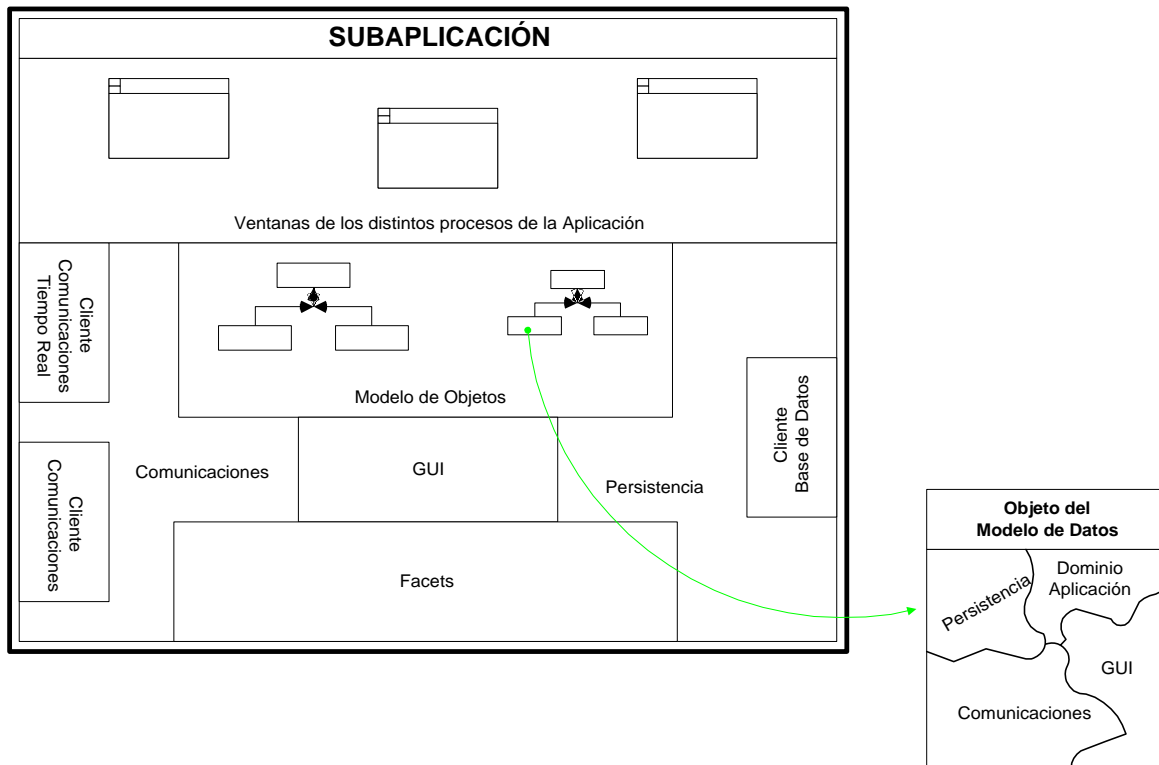 SUBAPLICACIÓN
Ventanas de los distintos procesos de la Aplicación
Cliente
Comunicaciones
Tiempo Real
Modelo de Objetos
Cliente
Base de Datos
Comunicaciones
GUI
Persistencia
Cliente
Comunicaciones
Facets
Objeto del
Modelo de Datos
Persistencia
Dominio
Aplicación
GUI
Comunicaciones